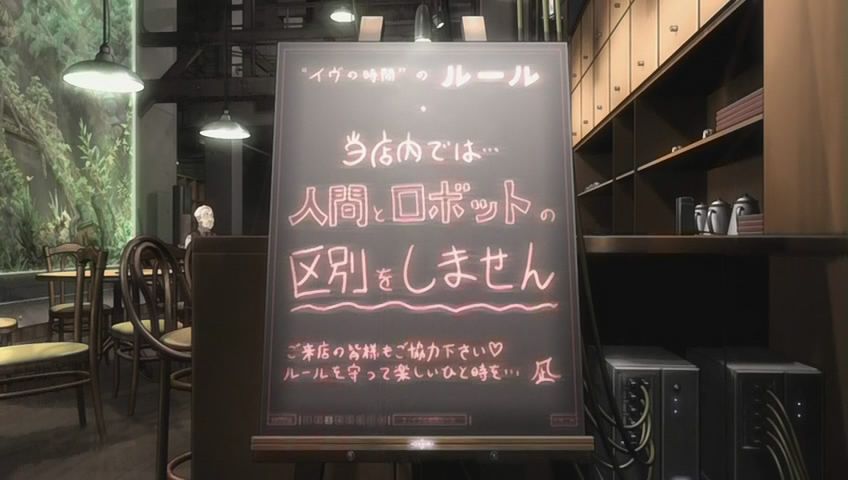 "イヴの時間"の ルール
当店内では…
人間とロボットの
区別をしません
ご来店の皆様もご協力下さい♡
ルールを守って楽しいひと時を… 凪